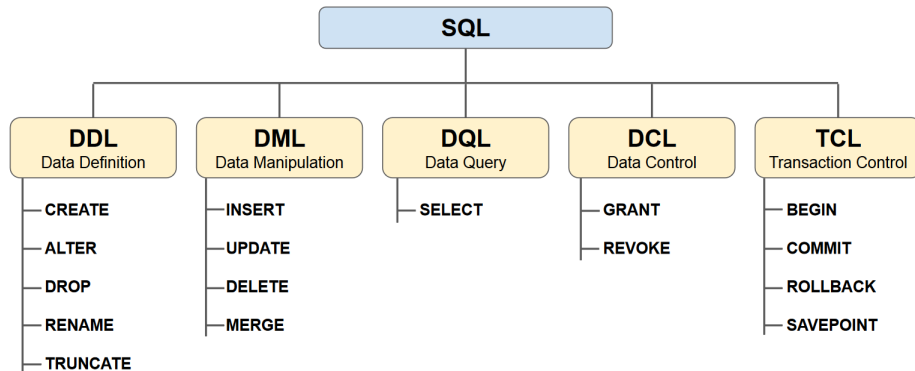 SQL
DDL
Data Definition
CREATE
ALTER
DROP
RENAME
TRUNCATE
DML
Data Manipulation
INSERT
UPDATE
DELETE
MERGE
DQL
Data Query
SELECT
DCL
Data Control
GRANT
REVOKE
TCL
Transaction Control
BEGIN
COMMIT
ROLLBACK
SAVEPOINT